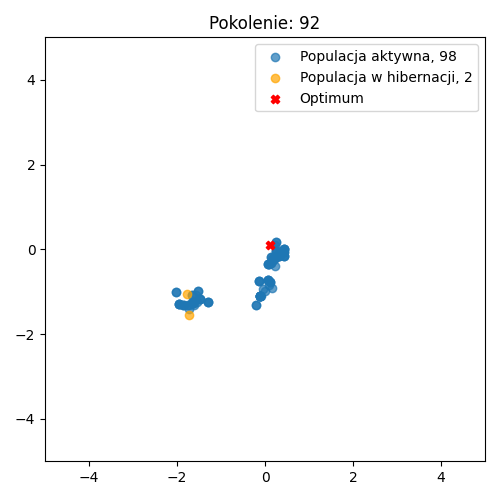 Pokolenie: 92
Populacja aktywna, 98
Populacja w hibernacji, 2
Optimum
4
2
0
−2
−4
−4 −2 0 2 4